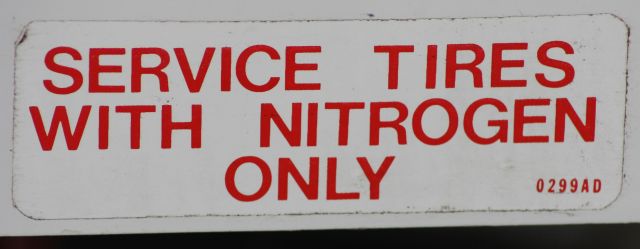 SERVICE TIRES
WITH NITROGEN
ONLY
0299AD